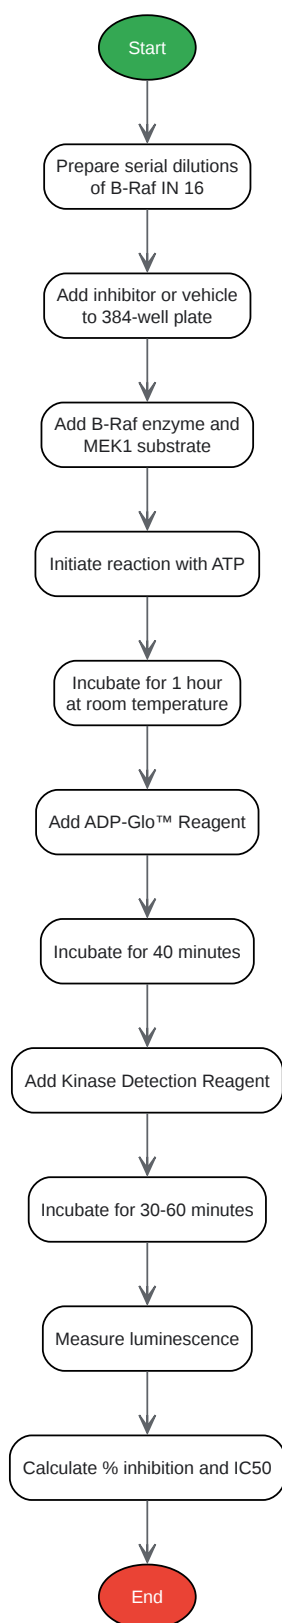 Start
Prepare serial dilutions
of B-Raf IN 16
Add inhibitor or vehicle
to 384-well plate
Add B-Raf enzyme and
MEK1 substrate
Initiate reaction with ATP
Incubate for 1 hour
at room temperature
Add ADP-Glo™ Reagent
Incubate for 40 minutes
Add Kinase Detection Reagent
Incubate for 30-60 minutes
Measure luminescence
Calculate % inhibition and IC50
End